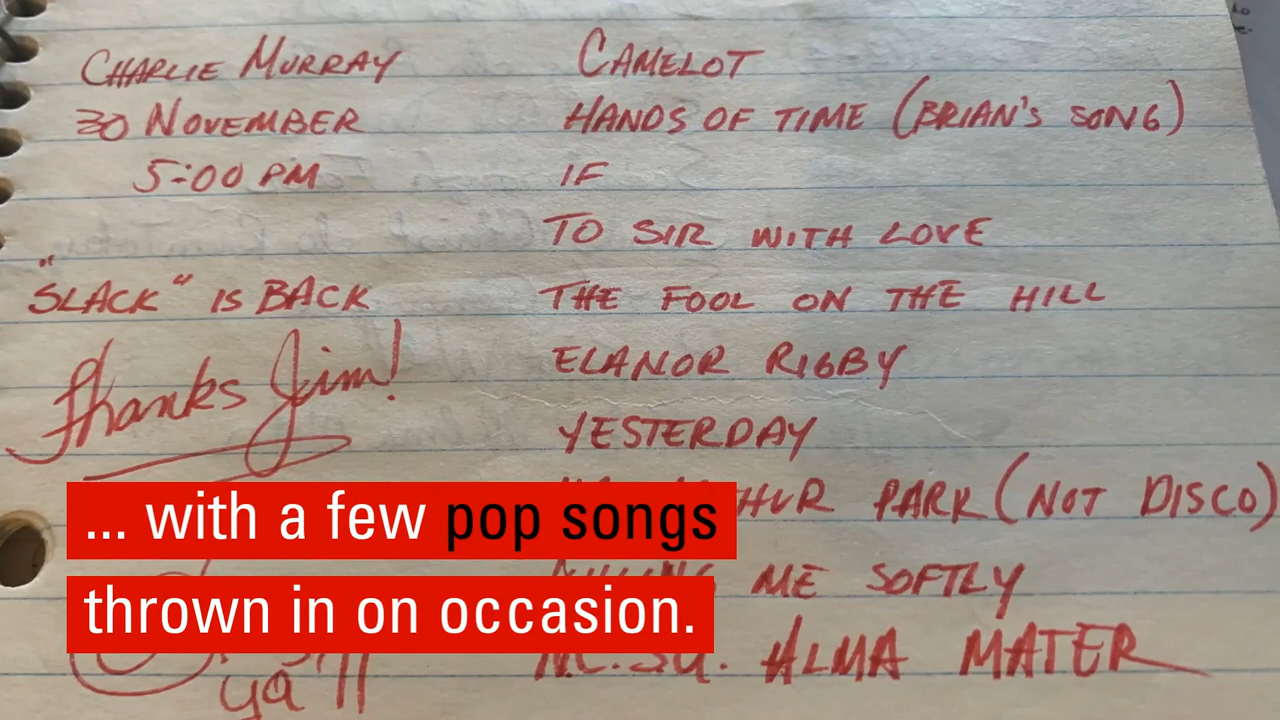 CHARLIE MURRAY
30 NOVEMBER
5:00 PM
"SLACK" IS BACK
Thanks Jim!
ya'll
CAMELOT
HANDS OF TIME (BRIAN'S SONG)
IF
TO SIR WITH LOVE
THE FOOL ON THE HILL
ELANOR RIGBY
YESTERDAY
PARK (NOT DISCO)
ME SOFTLY
N.C.S.U. ALMA MATER
... with a few pop songs
thrown in on occasion.